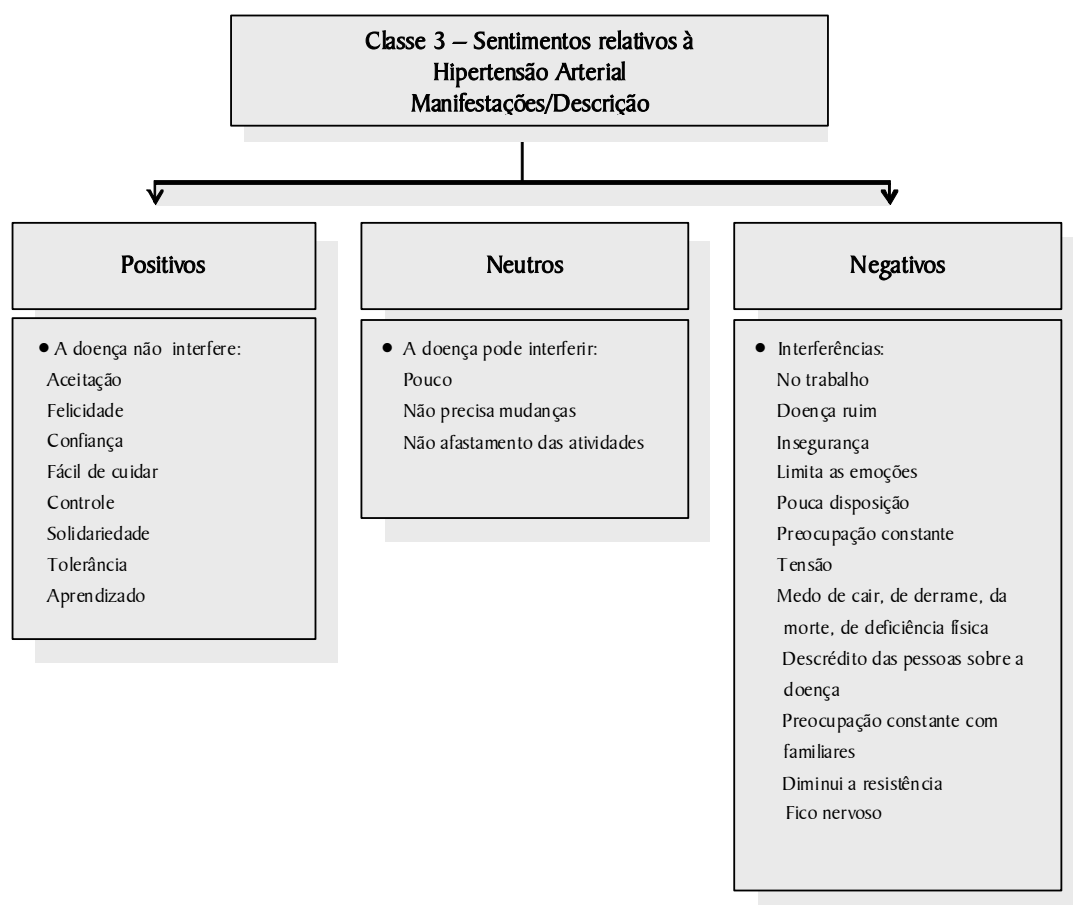 Classe 3 – Sentimentos relativos à
Hipertensão Arterial
Manifestações/Descrição
Positivos
• A doença não interfere:
Aceitação
Felicidade
Confiança
Fácil de cuidar
Controle
Solidariedade
Tolerância
Aprendizado
Neutros
• A doença pode interferir:
Pouco
Não precisa mudanças
Não afastamento das atividades
Negativos
• Interferências:
No trabalho
Doença ruim
Insegurança
Limita as emoções
Pouca disposição
Preocupação constante
Tensão
Medo de cair, de derrame, da
morte, de deficiência física
Descrédito das pessoas sobre a
doença
Preocupação constante com
familiares
Diminui a resistência
Fico nervoso